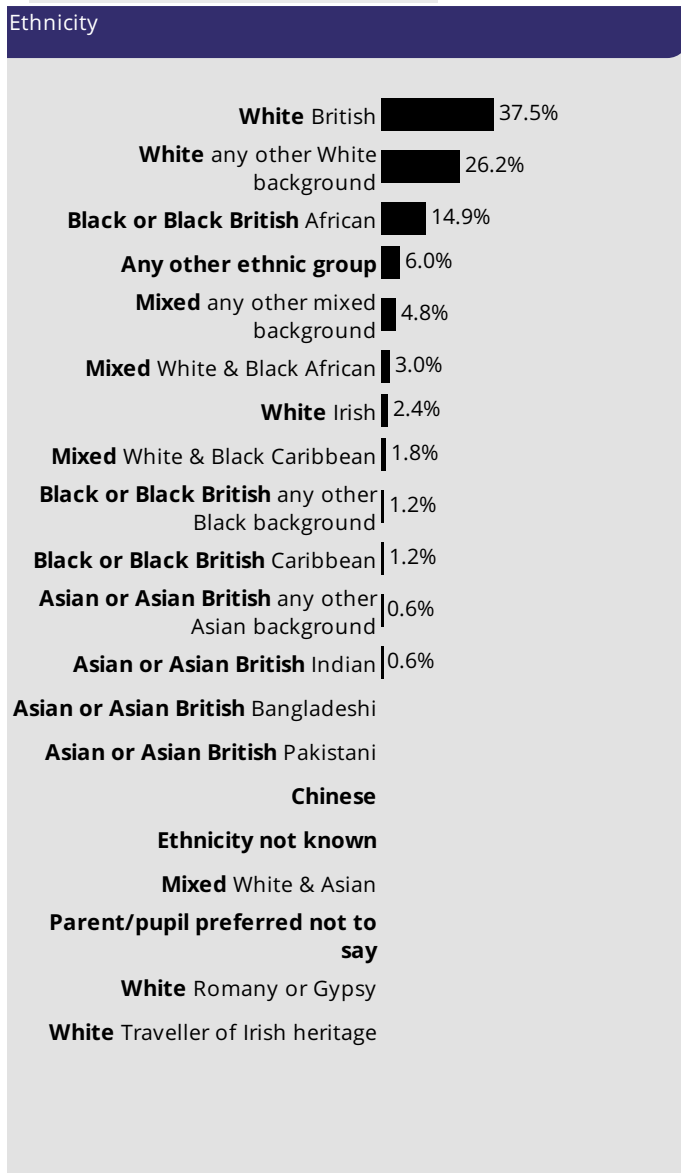 Ethnicity
White British 37.5%
White any other White
background 26.2%
Black or Black British African 14.9%
Any other ethnic group 6.0%
Mixed any other mixed
background 4.8%
Mixed White & Black African 3.0%
White Irish 2.4%
Mixed White & Black Caribbean 1.8%
Black or Black British any other
Black background 1.2%
Black or Black British Caribbean 1.2%
Asian or Asian British any other
Asian background 0.6%
Asian or Asian British Indian 0.6%
Asian or Asian British Bangladeshi
Asian or Asian British Pakistani
Chinese
Ethnicity not known
Mixed White & Asian
Parent/pupil preferred not to
say
White Romany or Gypsy
White Traveller of Irish heritage